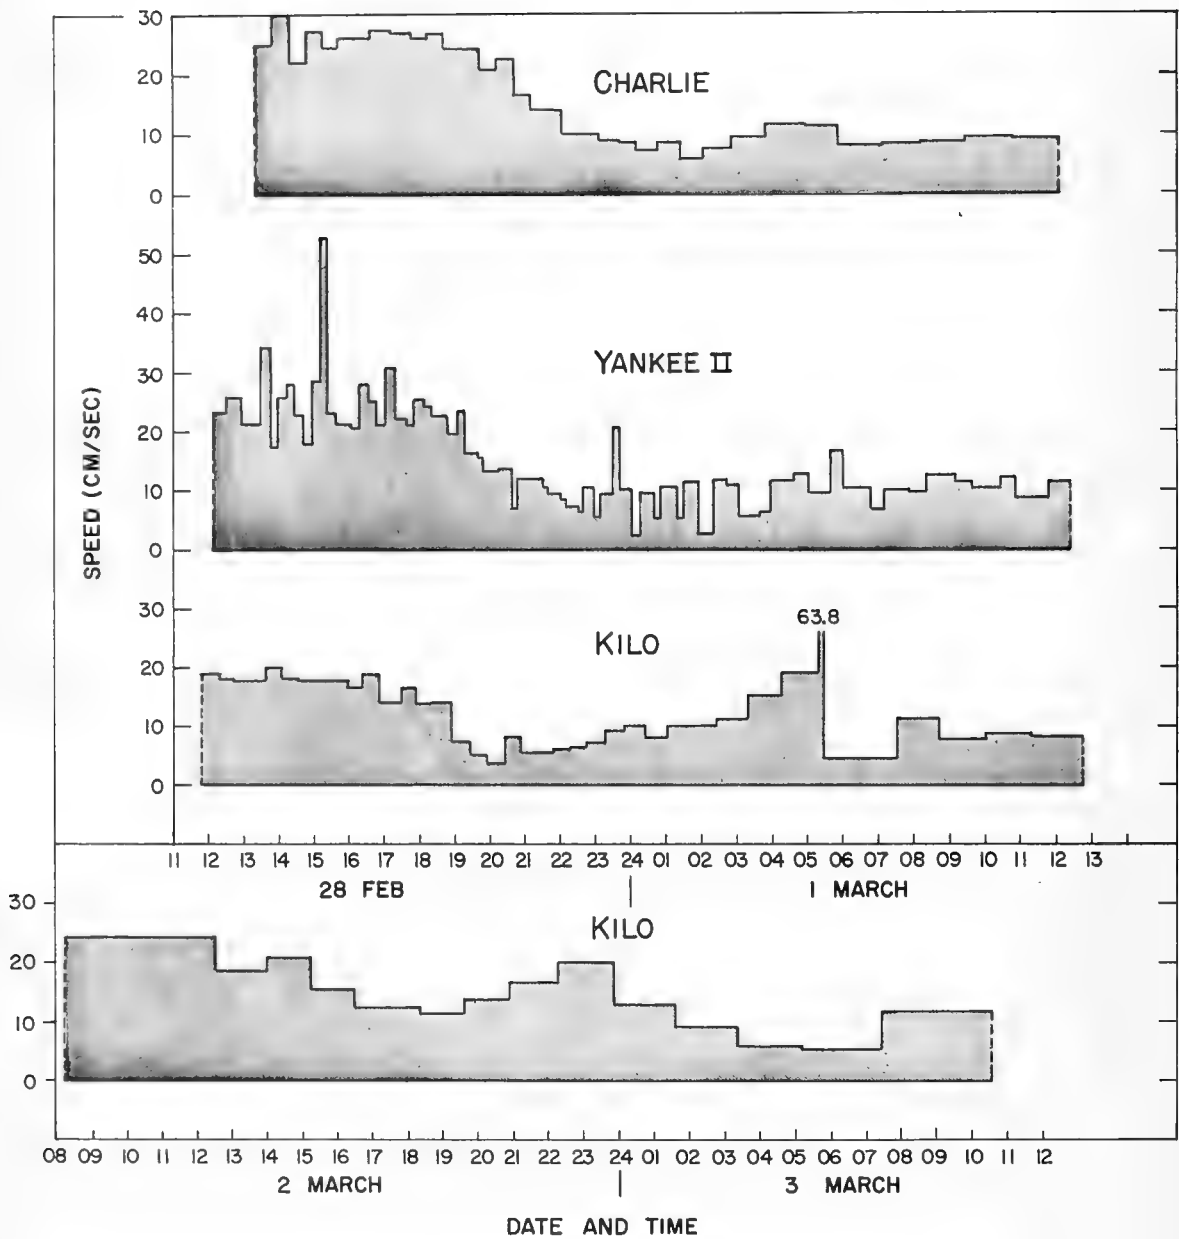 30
20
10
0
CHARLIE
50
40
30
20
10
0
YANKEE II
SPEED (CM/SEC)
30
20
10
0
KILO
63.8
11 12 13 14 15 16 17 18 19 20 21 22 23 24 01 02 03 04 05 06 07 08 09 10 11 12 13
28 FEB 1 MARCH
30
20
10
0
KILO
08 09 10 11 12 13 14 15 16 17 18 19 20 21 22 23 24 01 02 03 04 05 06 07 08 09 10 11 12
2 MARCH 3 MARCH
DATE AND TIME